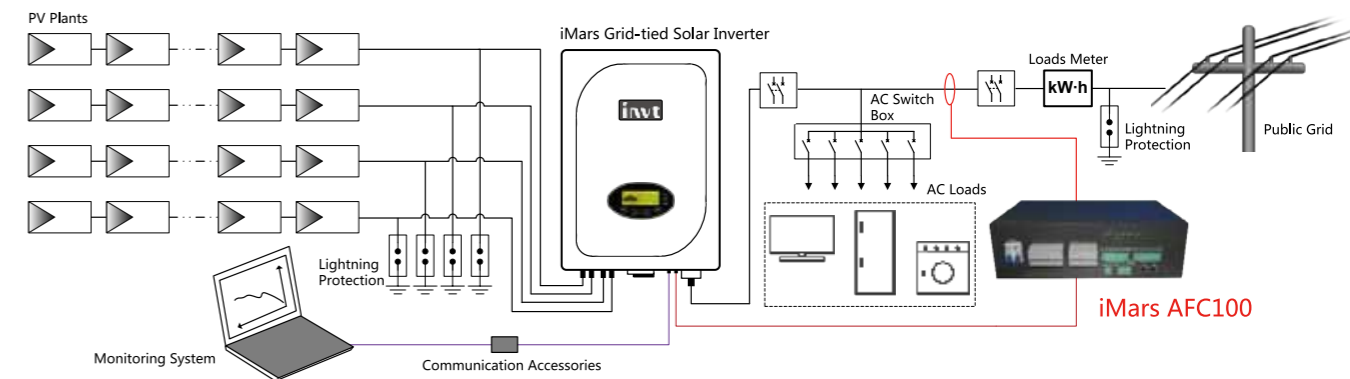 PV Plants
iMars Grid-tied Solar Inverter
invt
AC Switch
Box
Loads Meter
kW·h
Lightning
Protection
Public Grid
AC Loads
Lightning
Protection
iMars AFC100
Monitoring System
Communication Accessories